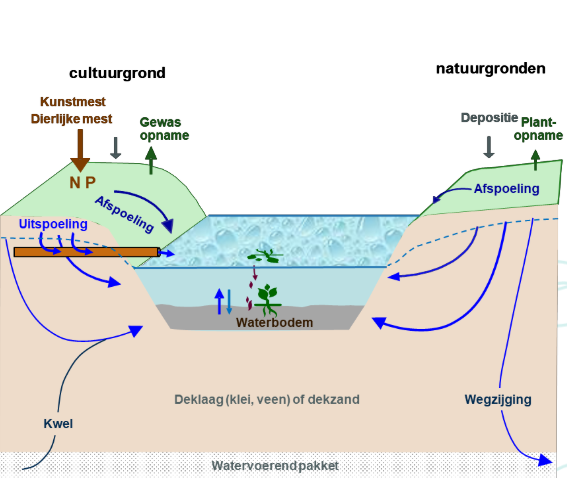 cultuurgrond
natuurgronden
Kunstmest
Dierlijke mest
Gewas
opname
Depositie
Plant-
opname
N P
Afspoeling
Afspoeling
Uitspoeling
Waterbodem
Deklaag (klei, veen) of dekzand
Wegzijging
Kwel
Watervoerend pakket